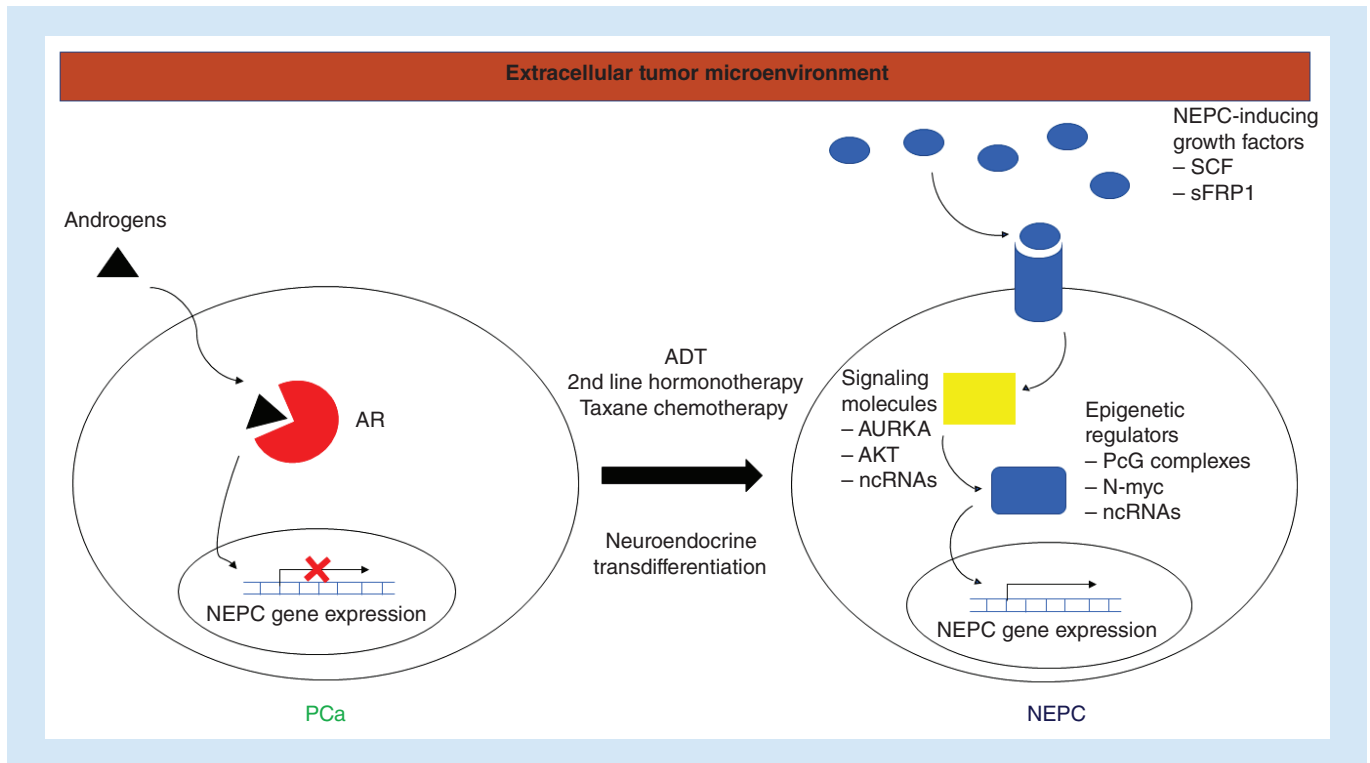 Extracellular tumor microenvironment
Androgens
AR
NEPC gene expression
PCa
ADT
2nd line hormonotherapy
Taxane chemotherapy
Neuroendocrine
transdifferentiation
NEPC-inducing
growth factors
– SCF
– sFRP1
Signaling
molecules
– AURKA
– AKT
– ncRNAs
Epigenetic
regulators
– PcG complexes
– N-myc
– ncRNAs
NEPC gene expression
NEPC